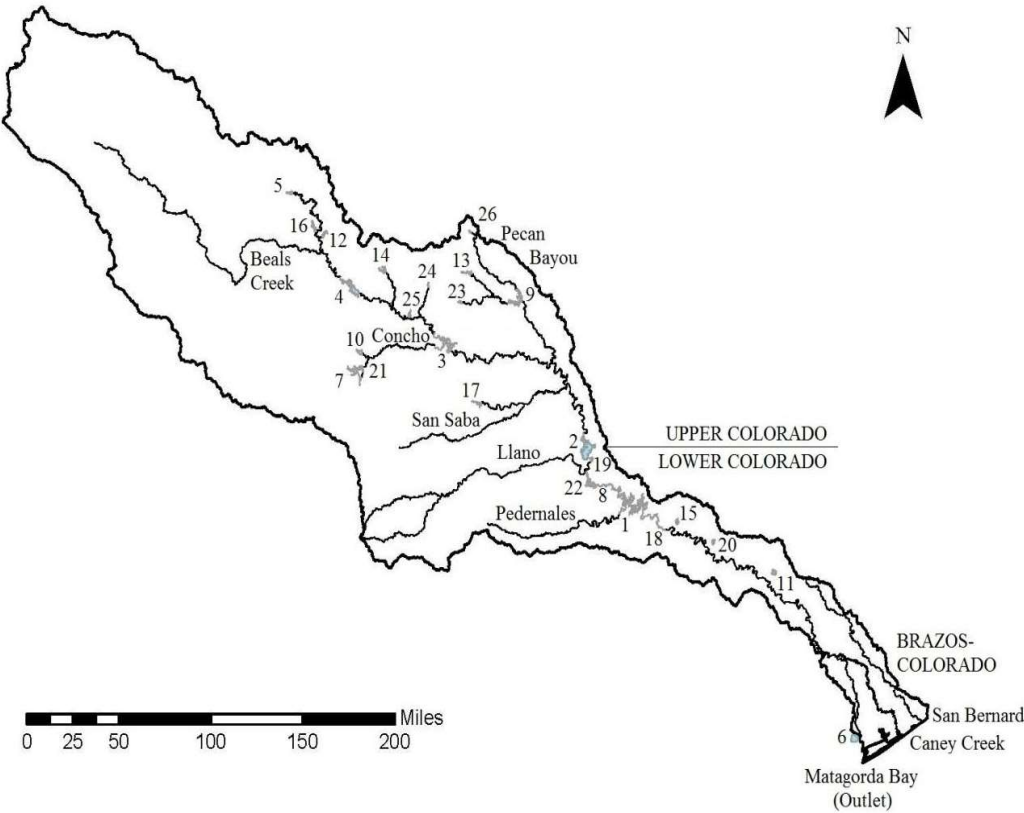 N
5
26
Pecan
Bayou
16
12
Beals
Creek
14
13
24
4
23
9
25
10
Concho
3
7
21
17
San Saba
UPPER COLORADO
2
Llano
19
LOWER COLORADO
22
8
Pedernales
1
15
18
20
11
BRAZOS-
COLORADO
Miles
0 25 50 100 150 200
San Bernard
6
Caney Creek
Matagorda Bay
(Outlet)